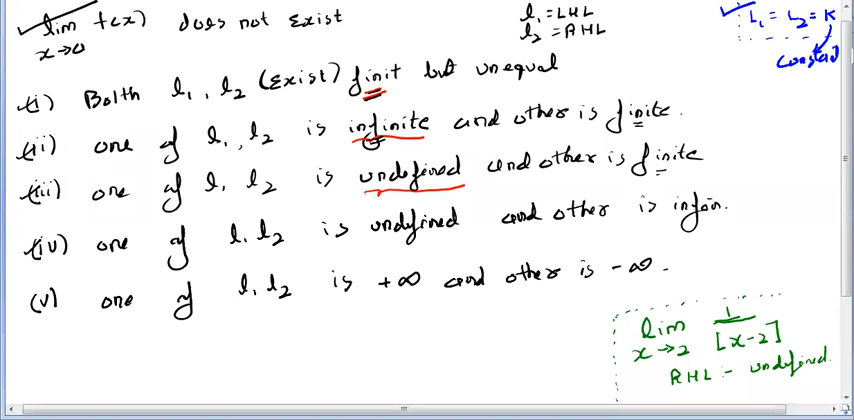 lim f(x) does not Exist
x→a
l₁ = LHL
l₂ = RHL
L₁ = L₂ = K
constant
(i) Bolth l₁, l₂ (Exist) finit but unequal
(ii) one of l₁, l₂ is infinite and other is finite.
(iii) one of l₁ l₂ is undefined and other is finite
(iv) one of l₁ l₂ is undefined and other is infin.
(v) one of l₁ l₂ is +∞ and other is -∞.
lim 1
x→2 [x-2]
RHL:- undefined.